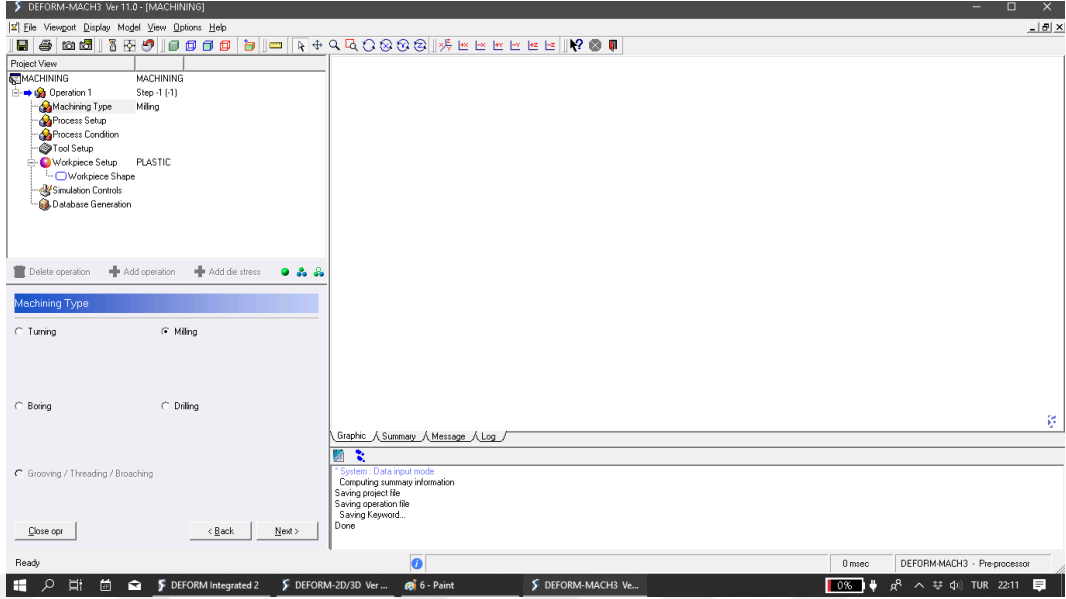 DEFORM-MACH3 Ver 11.0 - [MACHINING]
File Viewport Display Model View Options Help
Project View
MACHINING MACHINING
Operation 1 Step -1 (-1)
Machining Type Milling
Process Setup
Process Condition
Tool Setup
Workpiece Setup PLASTIC
Workpiece Shape
Simulation Controls
Database Generation
Delete operation Add operation Add die stress
Machining Type
Turning Milling
Boring Drilling
Grooving / Threading / Broaching
Close opr < Back Next >
Graphic Summary Message Log
* System : Data input mode
Computing summary information
Saving project file
Saving operation file
Saving Keyword...
Done
Ready 0 msec DEFORM-MACH3 - Pre-processor
DEFORM Integrated 2 DEFORM-2D/3D Ver ... 6 - Paint DEFORM-MACH3 Ve... 0% TUR 22:11